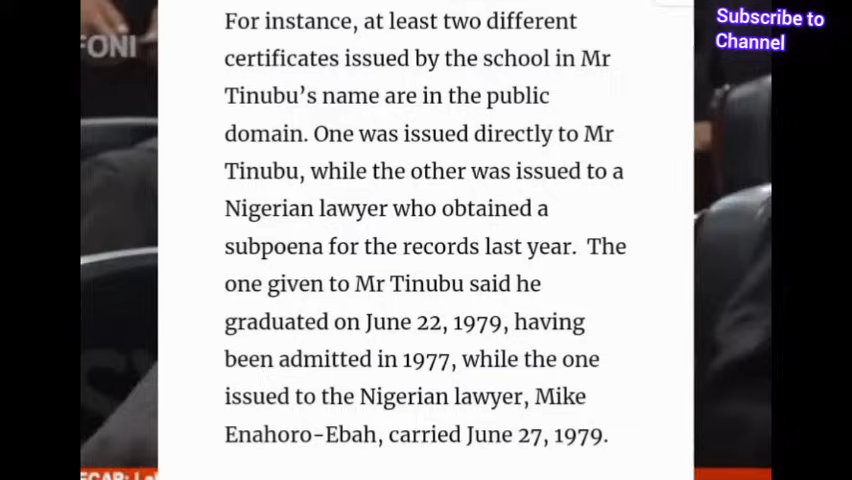 Subscribe to
Channel
FONI
For instance, at least two different
certificates issued by the school in Mr
Tinubu’s name are in the public
domain. One was issued directly to Mr
Tinubu, while the other was issued to a
Nigerian lawyer who obtained a
subpoena for the records last year. The
one given to Mr Tinubu said he
graduated on June 22, 1979, having
been admitted in 1977, while the one
issued to the Nigerian lawyer, Mike
Enahoro-Ebah, carried June 27, 1979.